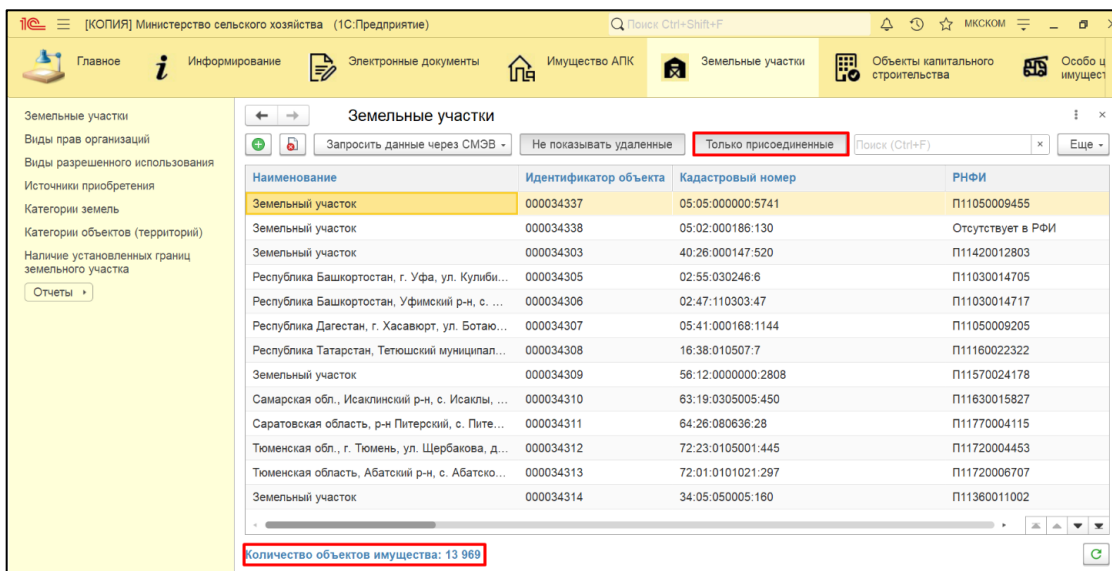 [КОПИЯ] Министерство сельского хозяйства (1С:Предприятие)
Поиск Ctrl+Shift+F
МКСКОМ
Главное
Информирование
Электронные документы
Имущество АПК
Земельные участки
Объекты капитального
строительства
Особо ц
имущест
Земельные участки
Виды прав организаций
Виды разрешенного использования
Источники приобретения
Категории земель
Категории объектов (территорий)
Наличие установленных границ
земельного участка
Отчеты
Земельные участки
Запросить данные через СМЭВ Не показывать удаленные Только присоединенные Поиск (Ctrl+F) Еще
Наименование Идентификатор объекта Кадастровый номер РНФИ
Земельный участок 000034337 05:05:000000:5741 П11050009455
Земельный участок 000034338 05:02:000186:130 Отсутствует в РФИ
Земельный участок 000034303 40:26:000147:520 П11420012803
Республика Башкортостан, г. Уфа, ул. Кулиби... 000034305 02:55:030246:6 П11030014705
Республика Башкортостан, Уфимский р-н, с. ... 000034306 02:47:110303:47 П11030014717
Республика Дагестан, г. Хасавюрт, ул. Ботаю... 000034307 05:41:000168:1144 П11050009205
Республика Татарстан, Тетюшский муниципал... 000034308 16:38:010507:7 П11160022322
Земельный участок 000034309 56:12:0000000:2808 П11570024178
Самарская обл., Исаклинский р-н, с. Исаклы, ... 000034310 63:19:0305005:450 П11630015827
Саратовская область, р-н Питерский, с. Пите... 000034311 64:26:080636:28 П11770004115
Тюменская обл., г. Тюмень, ул. Щербакова, д... 000034312 72:23:0105001:445 П11720004453
Тюменская область, Абатский р-н, с. Абатско... 000034313 72:01:0101021:297 П11720006707
Земельный участок 000034314 34:05:050005:160 П11360011002
Количество объектов имущества: 13 969